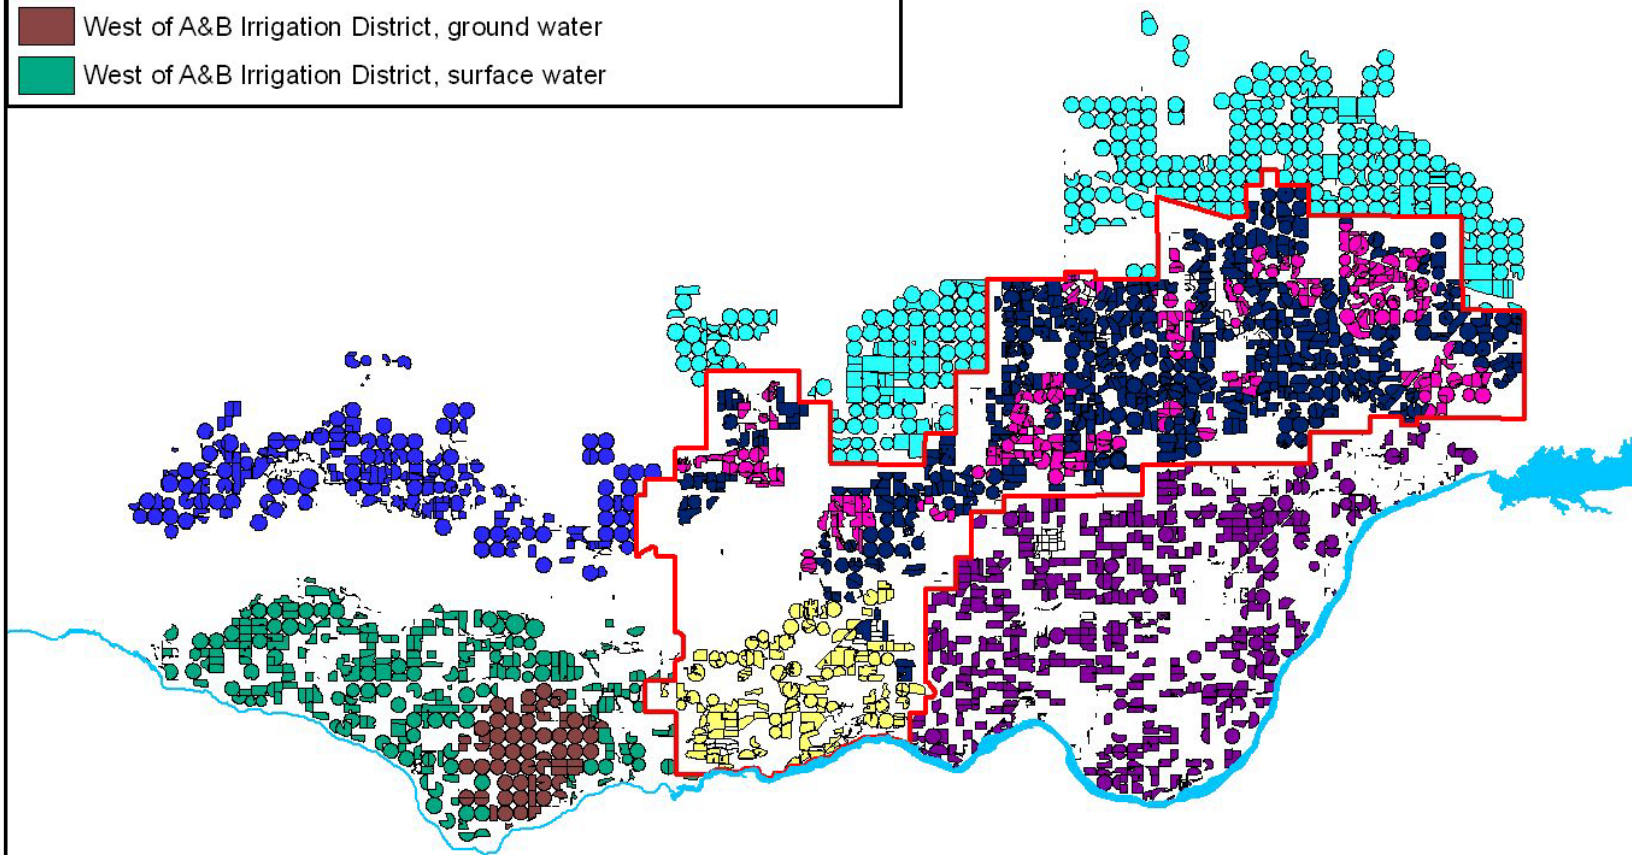 West of A&B Irrigation District, ground water
West of A&B Irrigation District, surface water